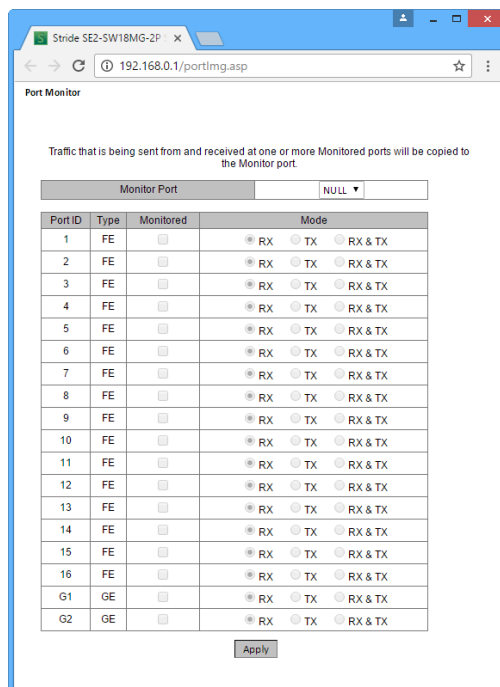 Stride SE2-SW18MG-2P S
192.168.0.1/portImg.asp
Port Monitor
Traffic that is being sent from and received at one or more Monitored ports will be copied to
the Monitor port.
Monitor Port NULL
Port ID Type Monitored Mode
1 FE RX TX RX & TX
2 FE RX TX RX & TX
3 FE RX TX RX & TX
4 FE RX TX RX & TX
5 FE RX TX RX & TX
6 FE RX TX RX & TX
7 FE RX TX RX & TX
8 FE RX TX RX & TX
9 FE RX TX RX & TX
10 FE RX TX RX & TX
11 FE RX TX RX & TX
12 FE RX TX RX & TX
13 FE RX TX RX & TX
14 FE RX TX RX & TX
15 FE RX TX RX & TX
16 FE RX TX RX & TX
G1 GE RX TX RX & TX
G2 GE RX TX RX & TX
Apply